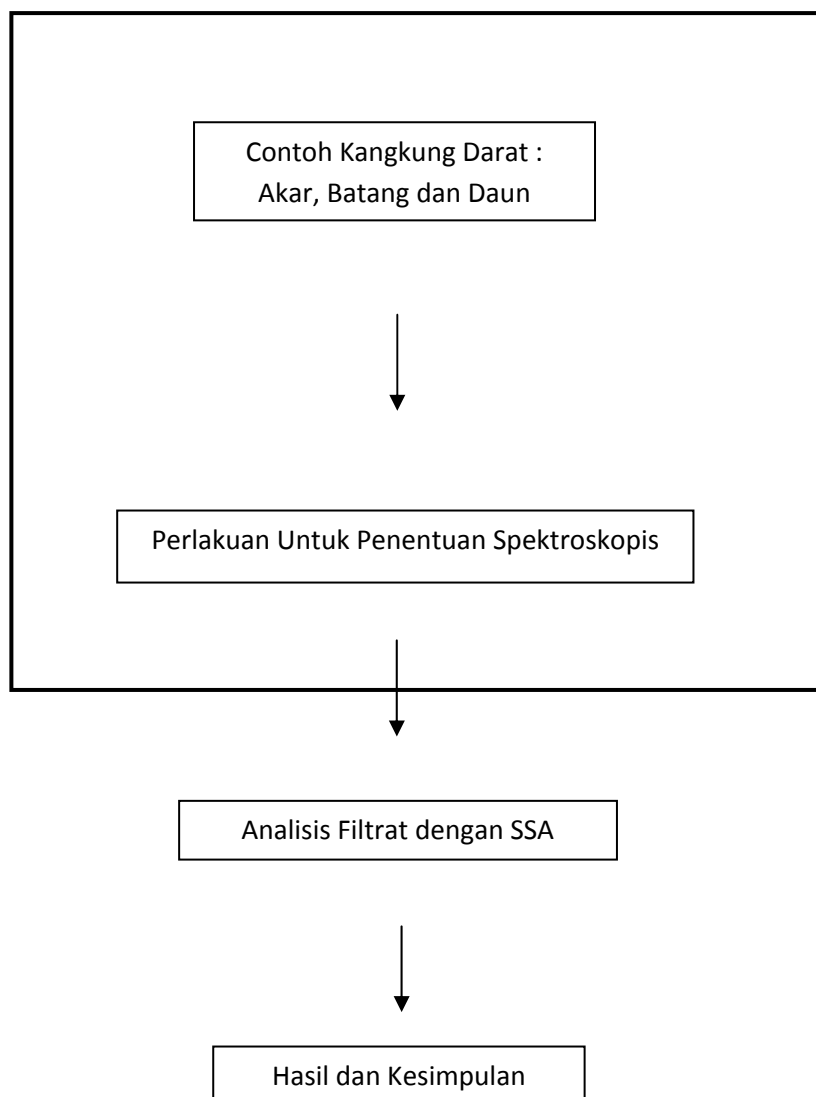 Contoh Kangkung Darat :
Akar, Batang dan Daun
Perlakuan Untuk Penentuan Spektroskopis
Analisis Filtrat dengan SSA
Hasil dan Kesimpulan